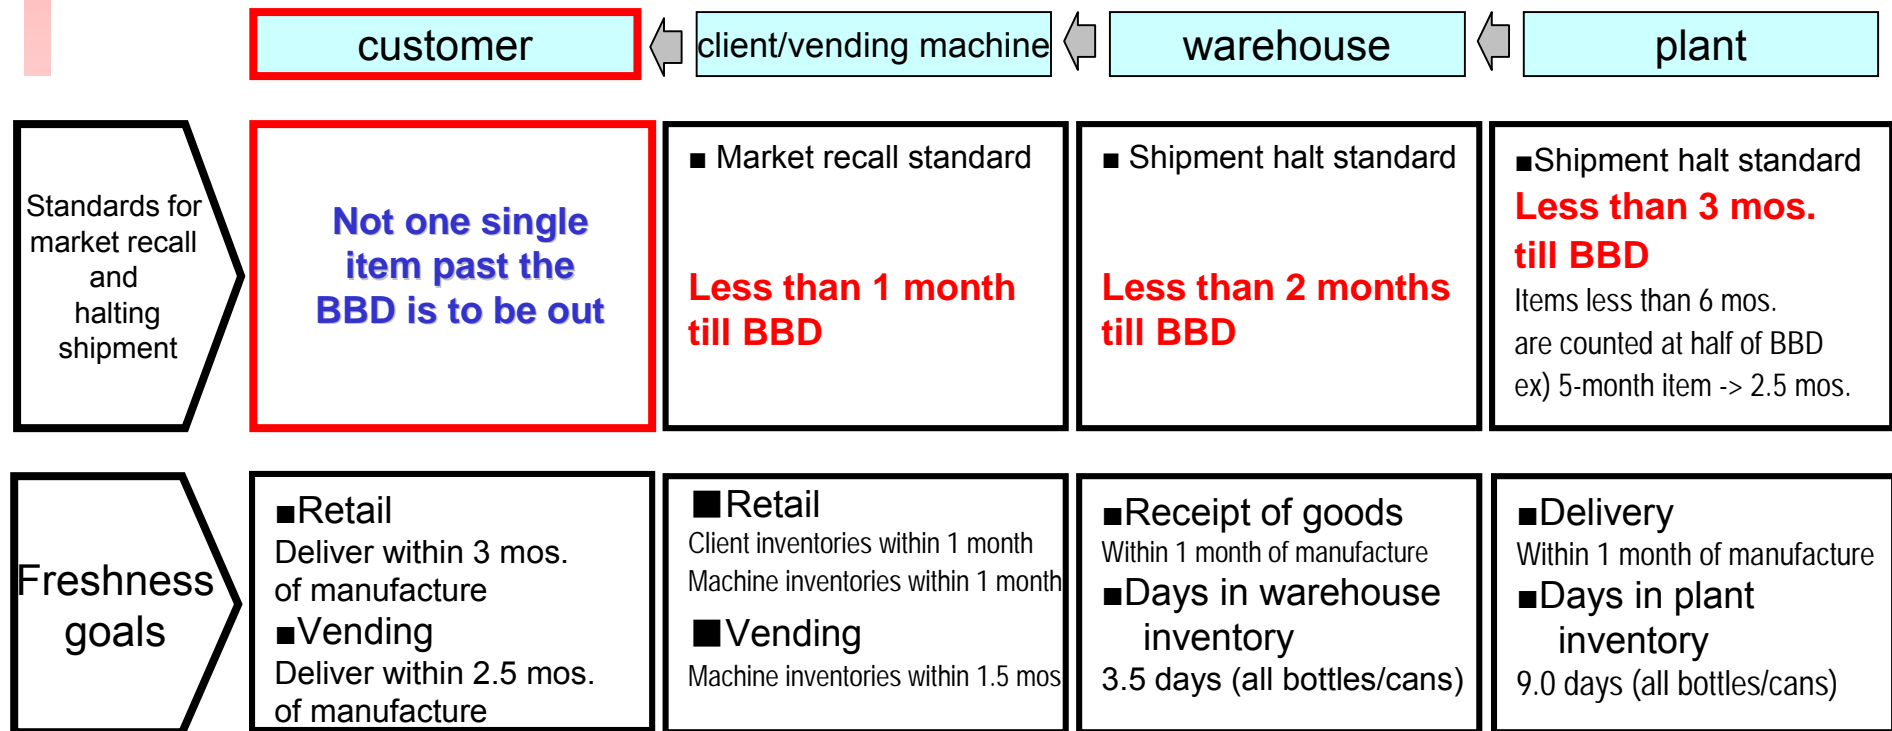 customer
client/vending machine
warehouse
plant
Standards for
market recall
and
halting
shipment
Not one single
item past the
BBD is to be out
■ Market recall standard
Less than 1 month
till BBD
■ Shipment halt standard
Less than 2 months
till BBD
■Shipment halt standard
Less than 3 mos.
till BBD
Items less than 6 mos.
are counted at half of BBD
ex) 5-month item -> 2.5 mos.
Freshness
goals
■Retail
Deliver within 3 mos.
of manufacture
■Vending
Deliver within 2.5 mos.
of manufacture
■Retail
Client inventories within 1 month
Machine inventories within 1 month
■Vending
Machine inventories within 1.5 mos
■Receipt of goods
Within 1 month of manufacture
■Days in warehouse
inventory
3.5 days (all bottles/cans)
■Delivery
Within 1 month of manufacture
■Days in plant
inventory
9.0 days (all bottles/cans)